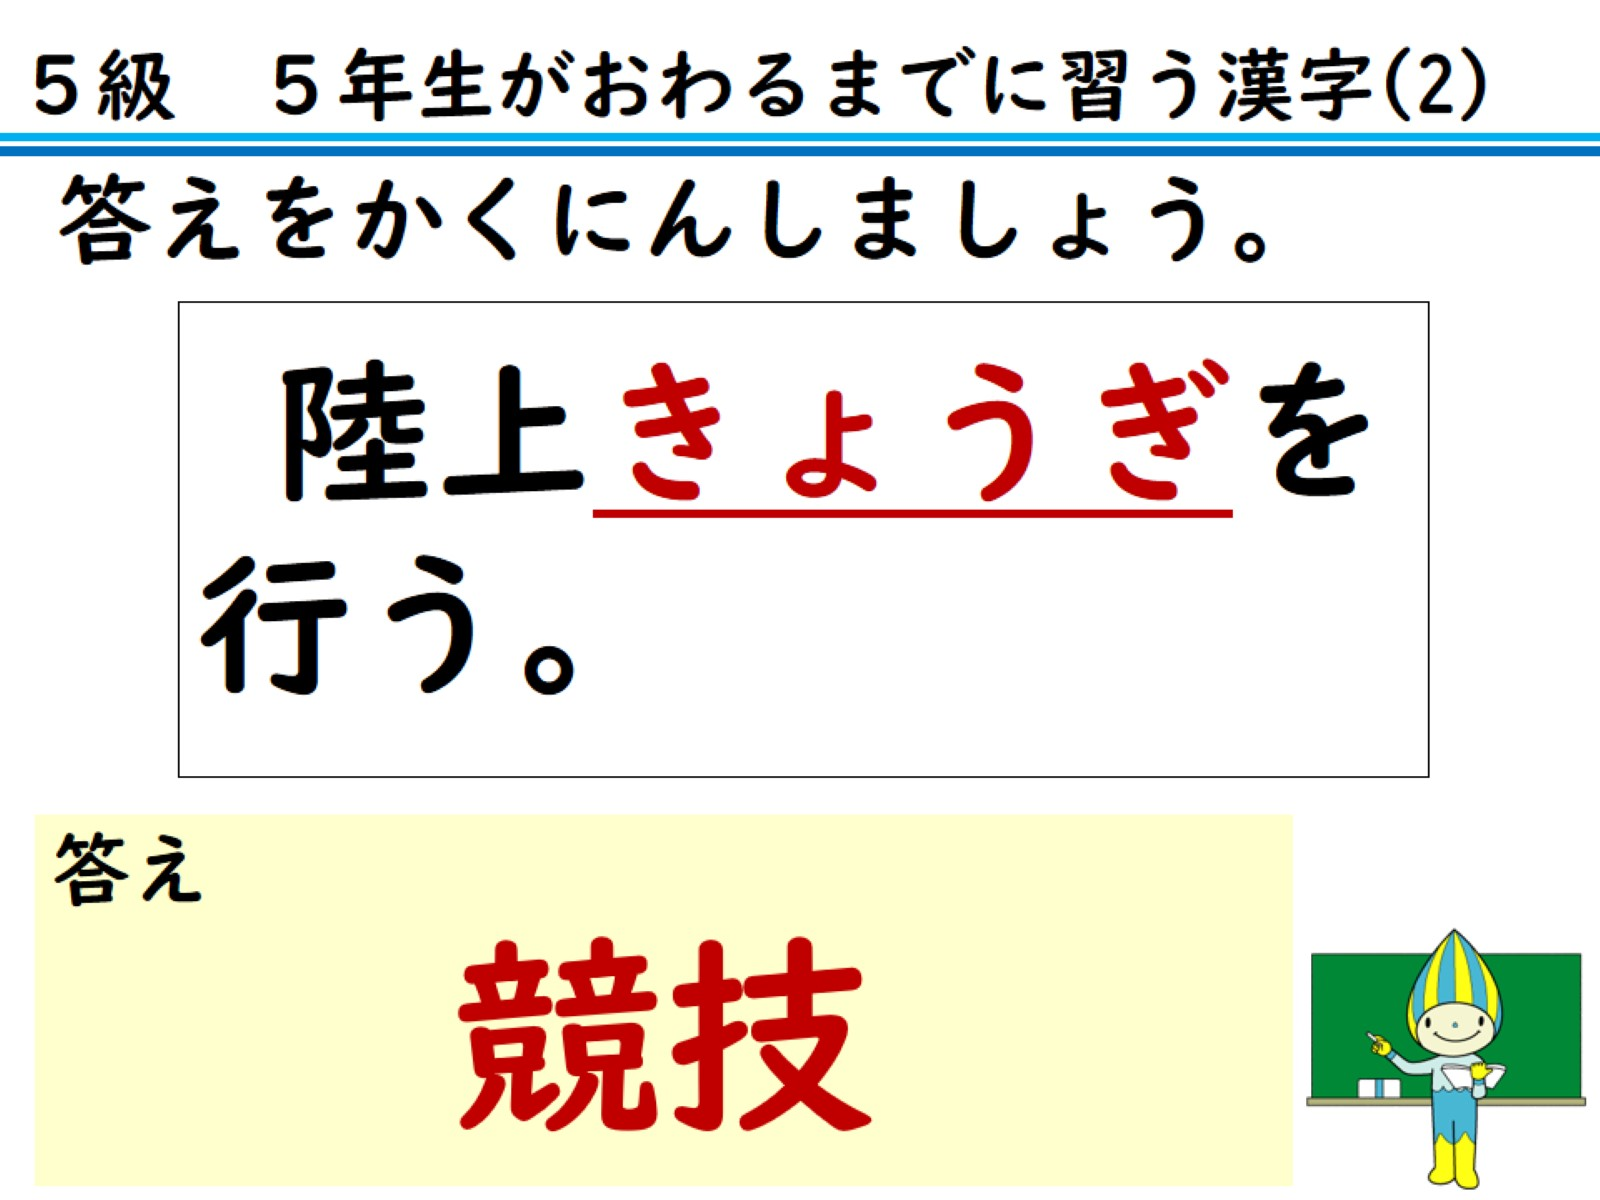 ５級　５年生がおわるまでに習う漢字(2)
答えをかくにんしましょう。
陸上きょうぎを
行う。
答え
競技